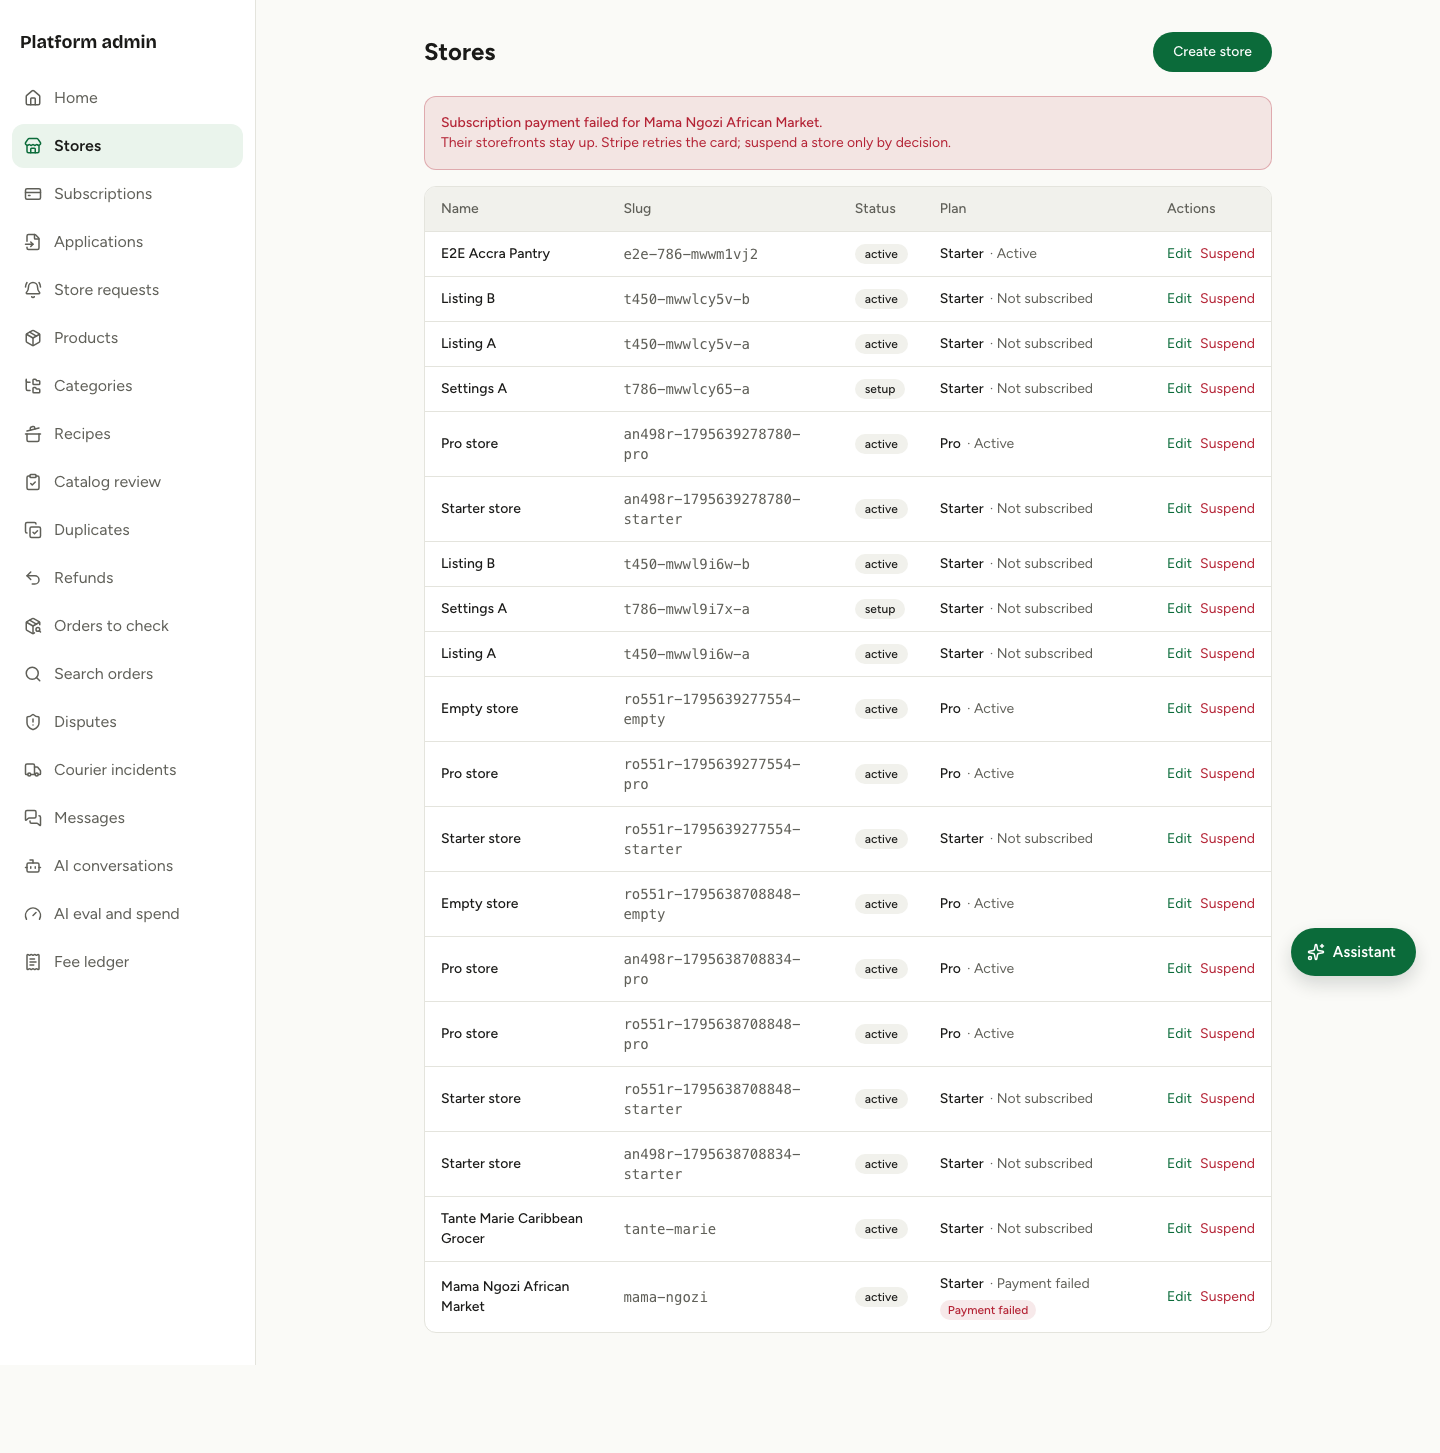 Platform admin
Home
Stores
Subscriptions
Applications
Store requests
Products
Categories
Recipes
Catalog review
Duplicates
Refunds
Orders to check
Search orders
Disputes
Courier incidents
Messages
AI conversations
AI eval and spend
Fee ledger
Stores
Create store
Subscription payment failed for Mama Ngozi African Market.
Their storefronts stay up. Stripe retries the card; suspend a store only by decision.
Name Slug Status Plan Actions
E2E Accra Pantry e2e-786-mwwm1vj2 active Starter · Active Edit Suspend
Listing B t450-mwwlcy5v-b active Starter · Not subscribed Edit Suspend
Listing A t450-mwwlcy5v-a active Starter · Not subscribed Edit Suspend
Settings A t786-mwwlcy65-a setup Starter · Not subscribed Edit Suspend
Pro store an498r-1795639278780-
pro active Pro · Active Edit Suspend
Starter store an498r-1795639278780-
starter active Starter · Not subscribed Edit Suspend
Listing B t450-mwwl9i6w-b active Starter · Not subscribed Edit Suspend
Settings A t786-mwwl9i7x-a setup Starter · Not subscribed Edit Suspend
Listing A t450-mwwl9i6w-a active Starter · Not subscribed Edit Suspend
Empty store ro551r-1795639277554-
empty active Pro · Active Edit Suspend
Pro store ro551r-1795639277554-
pro active Pro · Active Edit Suspend
Starter store ro551r-1795639277554-
starter active Starter · Not subscribed Edit Suspend
Empty store ro551r-1795638708848-
empty active Pro · Active Edit Suspend
Pro store an498r-1795638708834-
pro active Pro · Active Edit Suspend
Pro store ro551r-1795638708848-
pro active Pro · Active Edit Suspend
Starter store ro551r-1795638708848-
starter active Starter · Not subscribed Edit Suspend
Starter store an498r-1795638708834-
starter active Starter · Not subscribed Edit Suspend
Tante Marie Caribbean
Grocer tante-marie active Starter · Not subscribed Edit Suspend
Mama Ngozi African
Market mama-ngozi active Starter · Payment failed
Payment failed Edit Suspend
Assistant